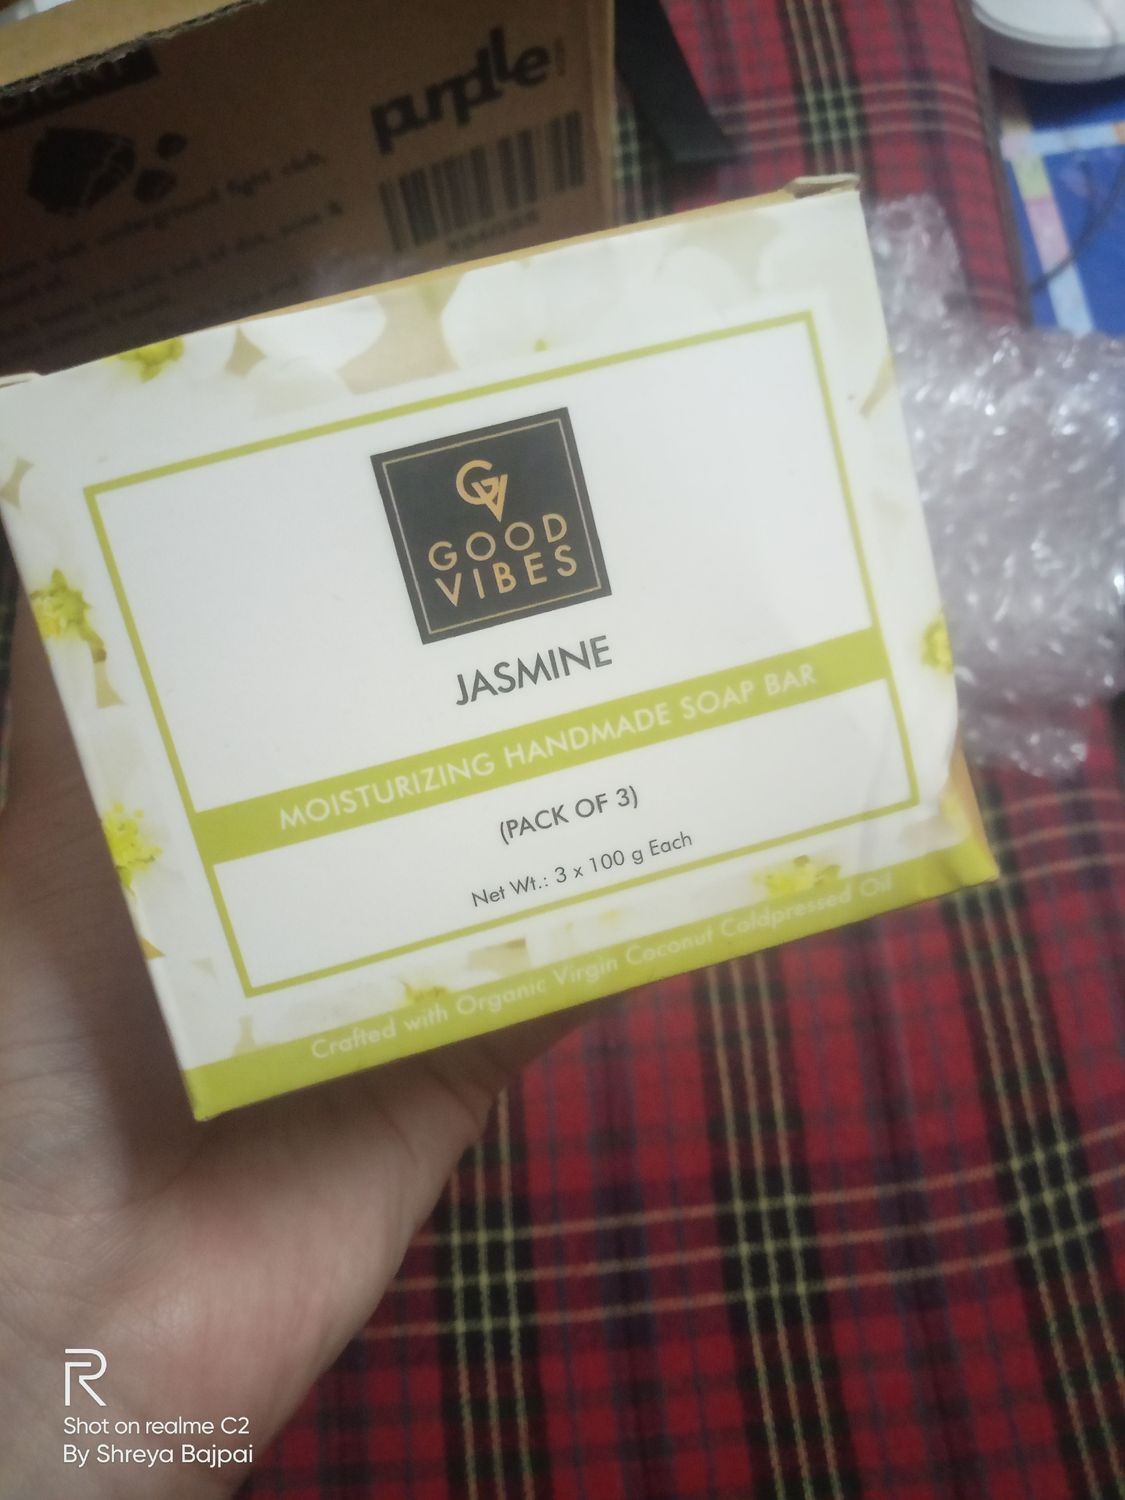 purplle
GV
GOOD
VIBES
JASMINE
MOISTURIZING HANDMADE SOAP BAR
(PACK OF 3)
Net Wt.: 3 x 100 g Each
Crafted with Organic Virgin Coconut Coldpressed Oil
R
Shot on realme C2
By Shreya Bajpai